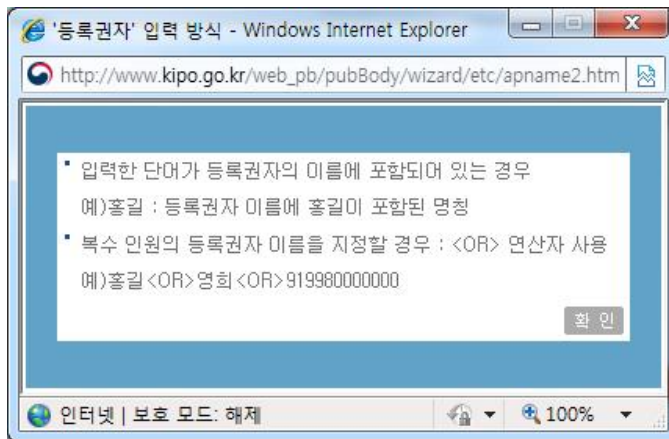 '등록권자' 입력 방식 - Windows Internet Explorer
http://www.kipo.go.kr/web_pb/pubBody/wizard/etc/apname2.htm
입력한 단어가 등록권자의 이름에 포함되어 있는 경우
예)홍길 : 등록권자 이름에 홍길이 포함된 명칭
복수 인원의 등록권자 이름을 지정할 경우 : <OR> 연산자 사용
예)홍길<OR>영희<OR>919980000000
확 인
인터넷 | 보호 모드: 해제 100%